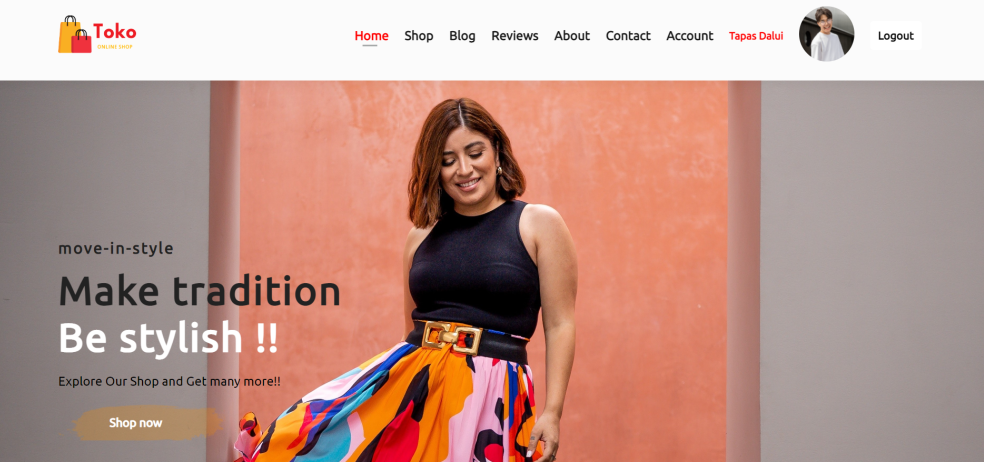 Toko
ONLINE SHOP
Home Shop Blog Reviews About Contact Account Tapas Dalui Logout
move-in-style
Make tradition
Be stylish !!
Explore Our Shop and Get many more!!
Shop now